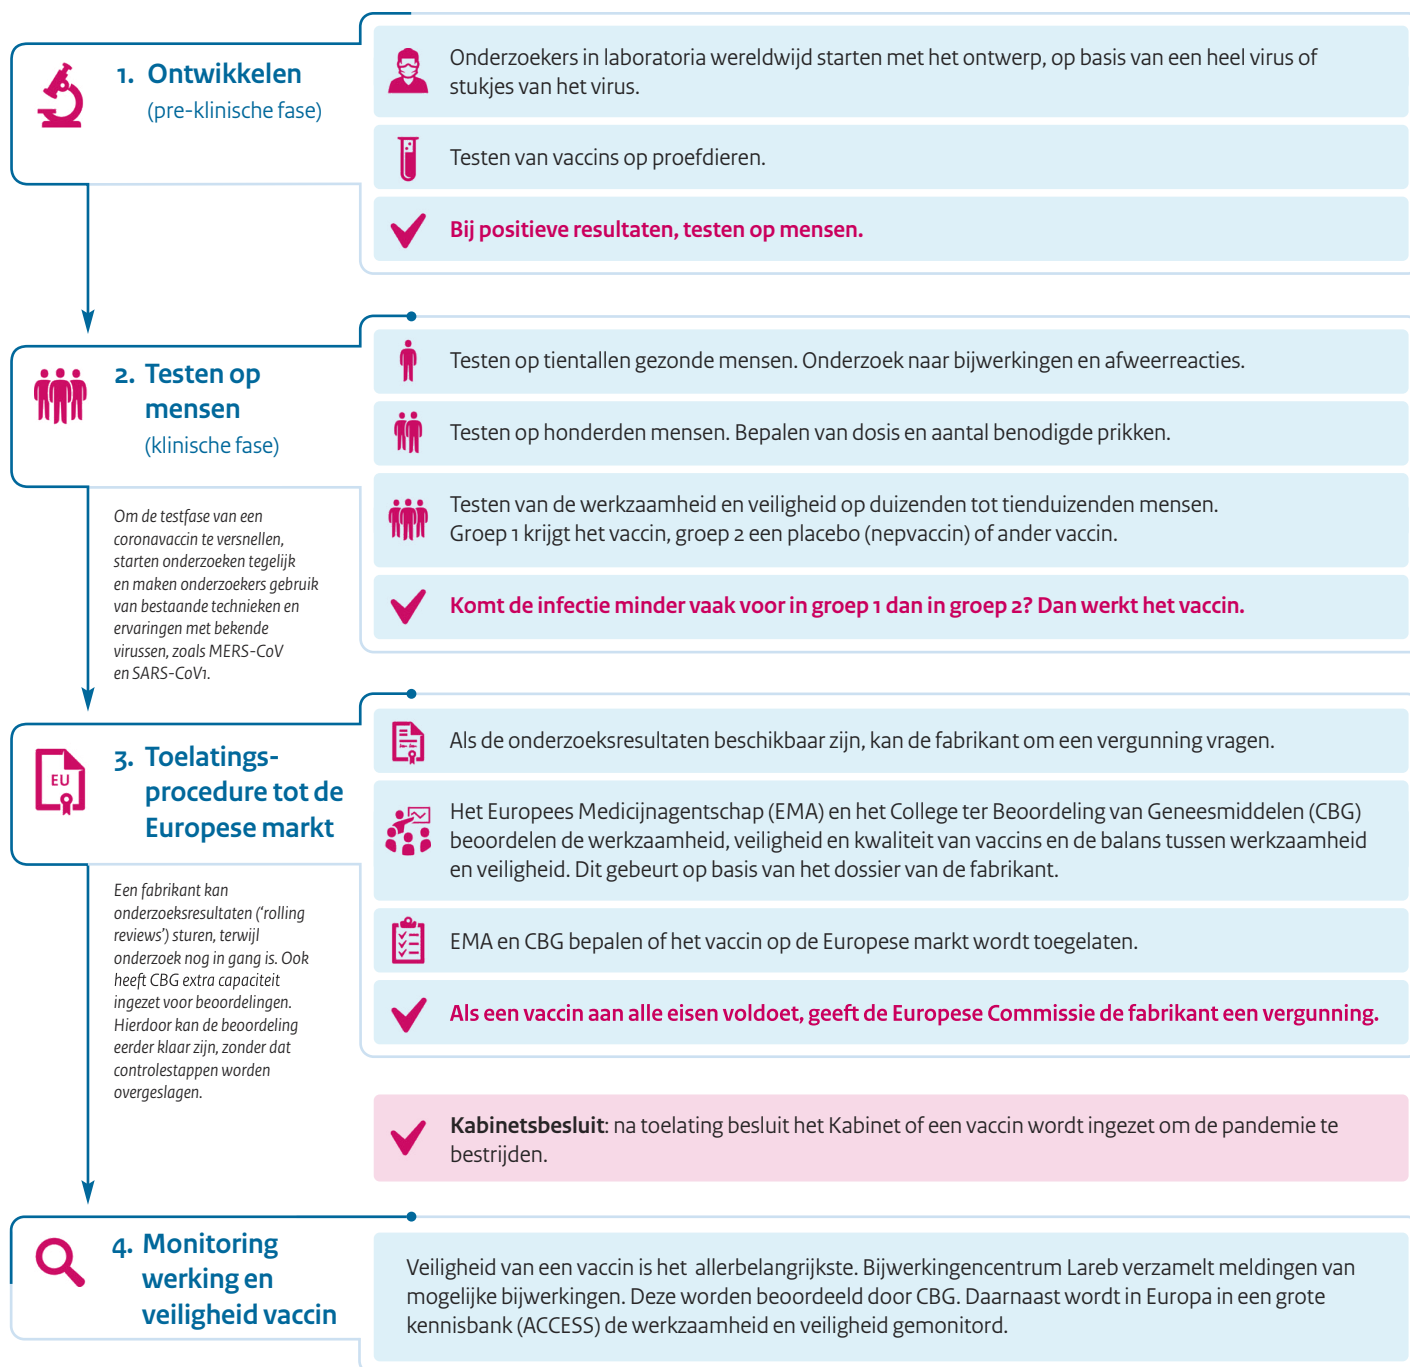 1. Ontwikkelen
(pre-klinische fase)
Onderzoekers in laboratoria wereldwijd starten met het ontwerp, op basis van een heel virus of
stukjes van het virus.
Testen van vaccins op proefdieren.
Bij positieve resultaten, testen op mensen.
2. Testen op
mensen
(klinische fase)
Om de testfase van een
coronavaccin te versnellen,
starten onderzoeken tegelijk
en maken onderzoekers gebruik
van bestaande technieken en
ervaringen met bekende
virussen, zoals MERS-CoV
en SARS-CoV1.
Testen op tientallen gezonde mensen. Onderzoek naar bijwerkingen en afweerreacties.
Testen op honderden mensen. Bepalen van dosis en aantal benodigde prikken.
Testen van de werkzaamheid en veiligheid op duizenden tot tienduizenden mensen.
Groep 1 krijgt het vaccin, groep 2 een placebo (nepvaccin) of ander vaccin.
Komt de infectie minder vaak voor in groep 1 dan in groep 2? Dan werkt het vaccin.
EU
3. Toelatings-
procedure tot de
Europese markt
Een fabrikant kan
onderzoeksresultaten (‘rolling
reviews’) sturen, terwijl
onderzoek nog in gang is. Ook
heeft CBG extra capaciteit
ingezet voor beoordelingen.
Hierdoor kan de beoordeling
eerder klaar zijn, zonder dat
controlestappen worden
overgeslagen.
Als de onderzoeksresultaten beschikbaar zijn, kan de fabrikant om een vergunning vragen.
Het Europees Medicijnagentschap (EMA) en het College ter Beoordeling van Geneesmiddelen (CBG)
beoordelen de werkzaamheid, veiligheid en kwaliteit van vaccins en de balans tussen werkzaamheid
en veiligheid. Dit gebeurt op basis van het dossier van de fabrikant.
EMA en CBG bepalen of het vaccin op de Europese markt wordt toegelaten.
Als een vaccin aan alle eisen voldoet, geeft de Europese Commissie de fabrikant een vergunning.
Kabinetsbesluit: na toelating besluit het Kabinet of een vaccin wordt ingezet om de pandemie te
bestrijden.
4. Monitoring
werking en
veiligheid vaccin
Veiligheid van een vaccin is het allerbelangrijkste. Bijwerkingencentrum Lareb verzamelt meldingen van
mogelijke bijwerkingen. Deze worden beoordeeld door CBG. Daarnaast wordt in Europa in een grote
kennisbank (ACCESS) de werkzaamheid en veiligheid gemonitord.